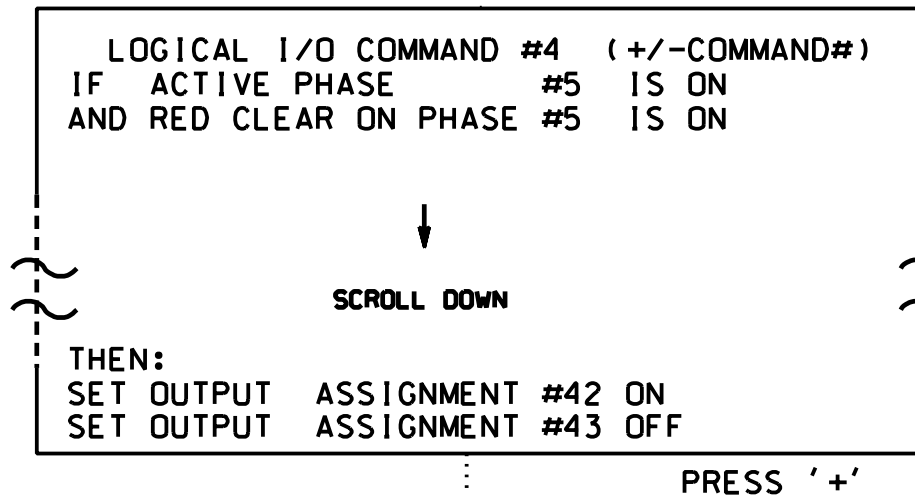 LOGICAL I/O COMMAND #4 (+/-COMMAND#)
IF ACTIVE PHASE #5 IS ON
AND RED CLEAR ON PHASE #5 IS ON
SCROLL DOWN
THEN:
SET OUTPUT ASSIGNMENT #42 ON
SET OUTPUT ASSIGNMENT #43 OFF
PRESS '+'